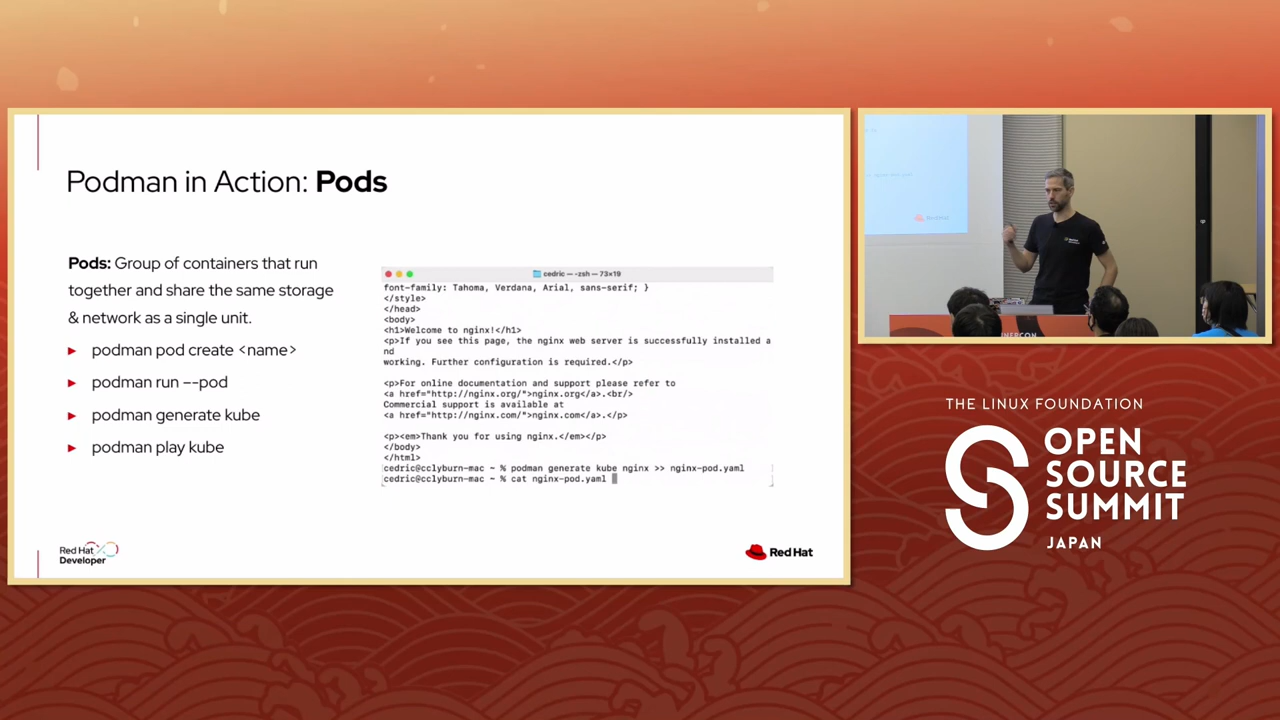 Podman in Action: Pods
Pods: Group of containers that run
together and share the same storage
& network as a single unit.
podman pod create <name>
podman run --pod
podman generate kube
podman play kube
cedric — -zsh — 73×19
font-family: Tahoma, Verdana, Arial, sans-serif; }
</style>
</head>
<body>
<h1>Welcome to nginx!</h1>
<p>If you see this page, the nginx web server is successfully installed a
nd
working. Further configuration is required.</p>
<p>For online documentation and support please refer to
<a href="http://nginx.org/">nginx.org</a>.<br/>
Commercial support is available at
<a href="http://nginx.com/">nginx.com</a>.</p>
<p><em>Thank you for using nginx.</em></p>
</body>
</html>
cedric@cclyburn-mac ~ % podman generate kube nginx >> nginx-pod.yaml
cedric@cclyburn-mac ~ % cat nginx-pod.yaml
Red Hat
Developer
Red Hat
THE LINUX FOUNDATION
OPEN
SOURCE
SUMMIT
JAPAN